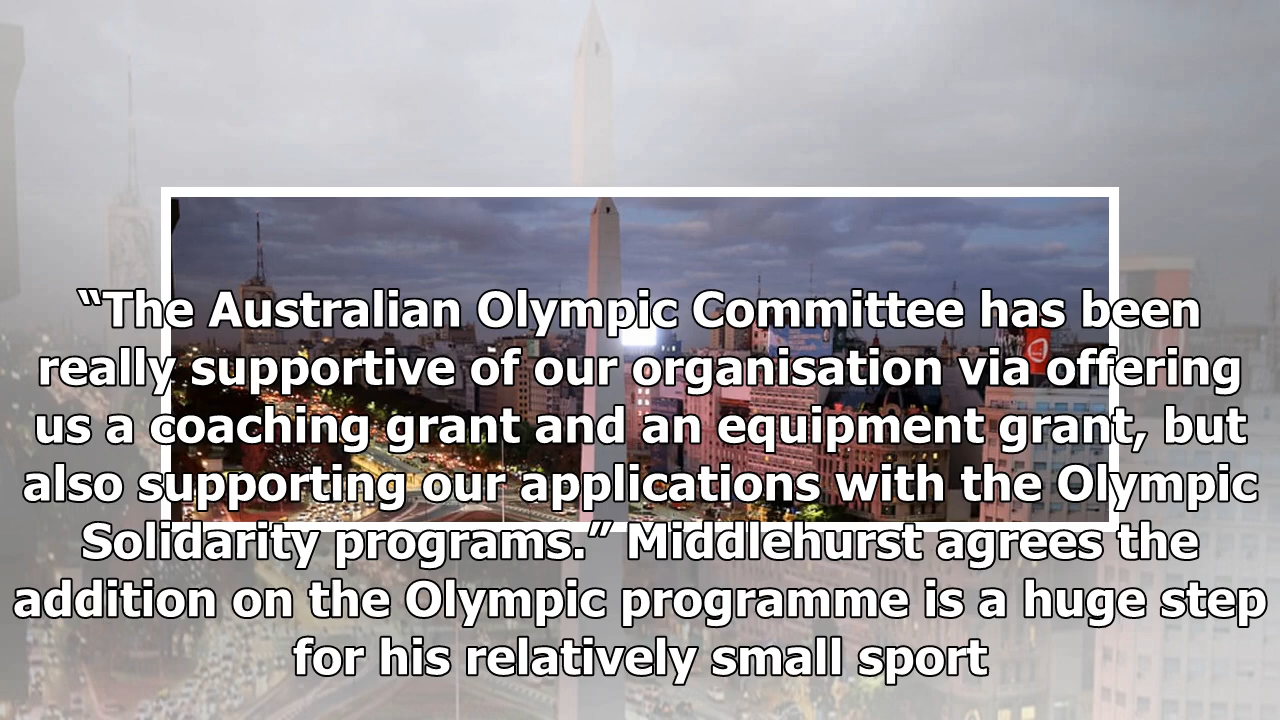 “The Australian Olympic Committee has been
really supportive of our organisation via offering
us a coaching grant and an equipment grant, but
also supporting our applications with the Olympic
Solidarity programs.” Middlehurst agrees the
addition on the Olympic programme is a huge step
for his relatively small sport